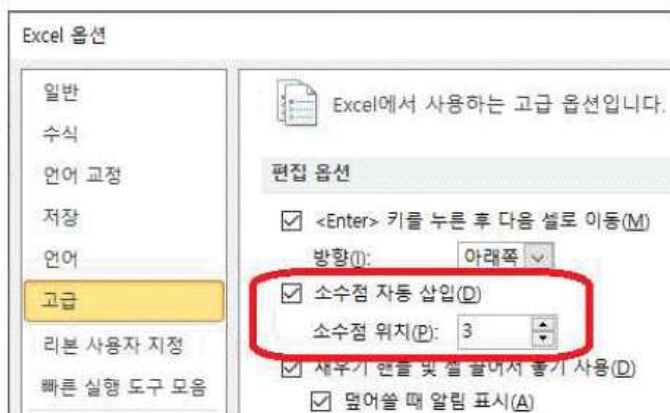 Excel 옵션
일반
수식
언어 교정
저장
언어
고급
리본 사용자 지정
빠른 실행 도구 모음
Excel에서 사용하는 고급 옵션입니다.
편집 옵션
<Enter> 키를 누른 후 다음 셀로 이동(M)
방향(I): 아래쪽
소수점 자동 삽입(D)
소수점 위치(P): 3
채우기 핸들 및 셀 끌어서 놓기 사용(D)
덮어쓸 때 알림 표시(A)